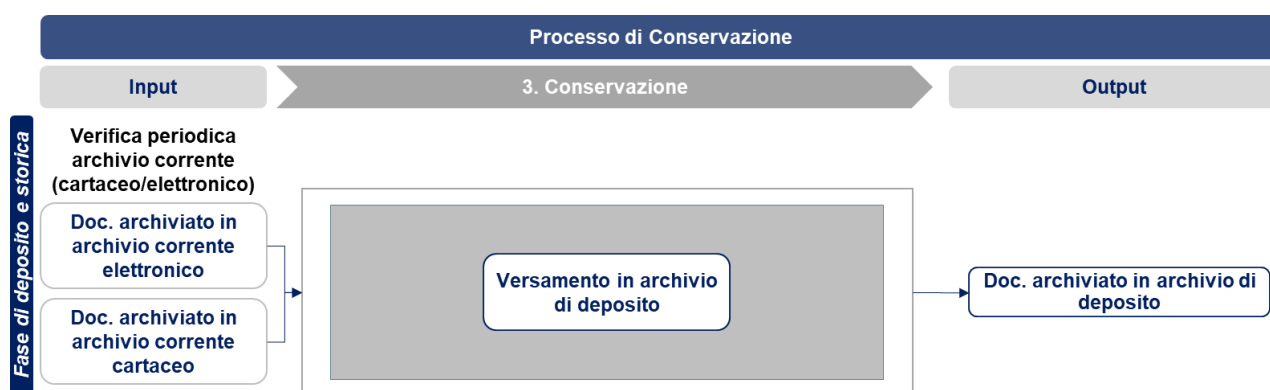 Processo di Conservazione
Input
3. Conservazione
Output
Fase di deposito e storica
Verifica periodica
archivio corrente
(cartaceo/elettronico)
Doc. archiviato in
archivio corrente
elettronico
Doc. archiviato in
archivio corrente
cartaceo
Versamento in archivio
di deposito
Doc. archiviato in archivio di
deposito